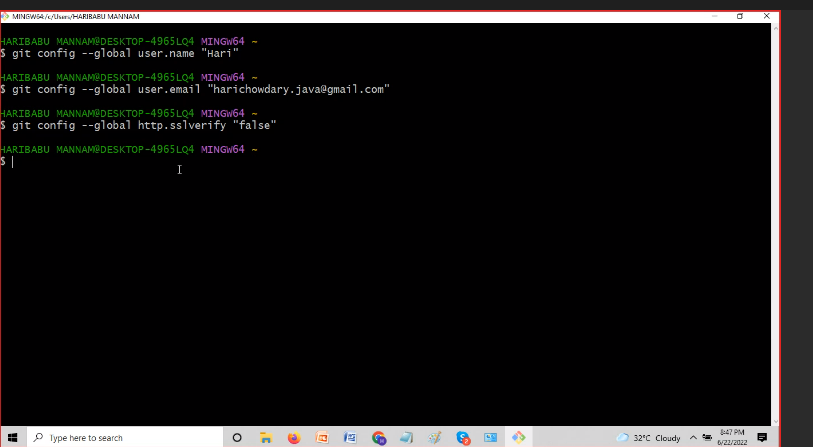 MINGW64:/c/Users/HARIBABU MANNAM
HARIBABU MANNAM@DESKTOP-4965LQ4 MINGW64 ~
$ git config --global user.name "Hari"
HARIBABU MANNAM@DESKTOP-4965LQ4 MINGW64 ~
$ git config --global user.email "harichowdary.java@gmail.com"
HARIBABU MANNAM@DESKTOP-4965LQ4 MINGW64 ~
$ git config --global http.sslverify "false"
HARIBABU MANNAM@DESKTOP-4965LQ4 MINGW64 ~
$
Type here to search
32°C Cloudy
8:47 PM
6/22/2022